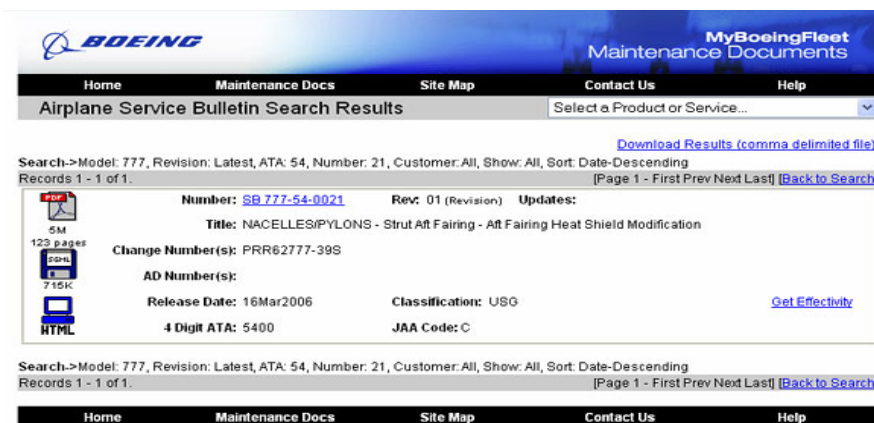 BOEING
MyBoeingFleet
Maintenance Documents
Home Maintenance Docs Site Map Contact Us Help
Airplane Service Bulletin Search Results Select a Product or Service...
Download Results (comma delimited file)
Search->Model: 777, Revision: Latest, ATA: 54, Number: 21, Customer: All, Show: All, Sort: Date-Descending
Records 1 - 1 of 1. [Page 1 - First Prev Next Last] [Back to Search
PDF Number: SB 777-54-0021 Rev: 01 (Revision) Updates:
Title: NACELLES/PYLONS - Strut Aft Fairing - Aft Fairing Heat Shield Modification
5M
123 pages
Change Number(s): PRR62777-39S
SGML
AD Number(s):
715K
Release Date: 16Mar2006 Classification: USG Get Effectivity
HTML 4 Digit ATA: 5400 JAA Code: C
Search->Model: 777, Revision: Latest, ATA: 54, Number: 21, Customer: All, Show: All, Sort: Date-Descending
Records 1 - 1 of 1. [Page 1 - First Prev Next Last] [Back to Search
Home Maintenance Docs Site Map Contact Us Help